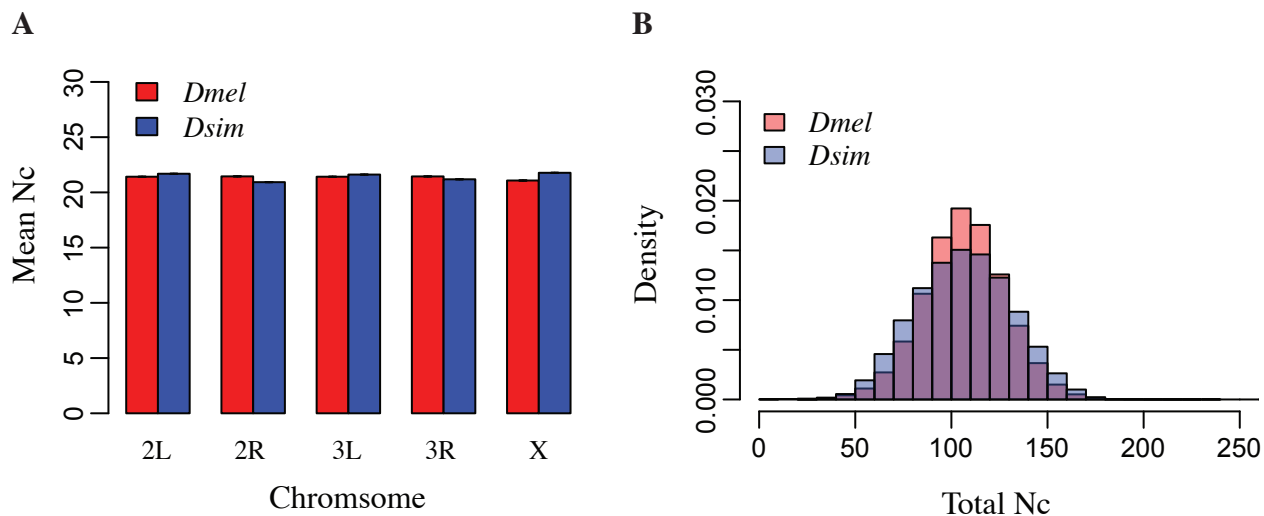 A
Mean Nc
0 5 10 15 20 25 30
Dmel
Dsim
2L 2R 3L 3R X
Chromsome
B
Density
0.000 0.010 0.020 0.030
Dmel
Dsim
0 50 100 150 200 250
Total Nc